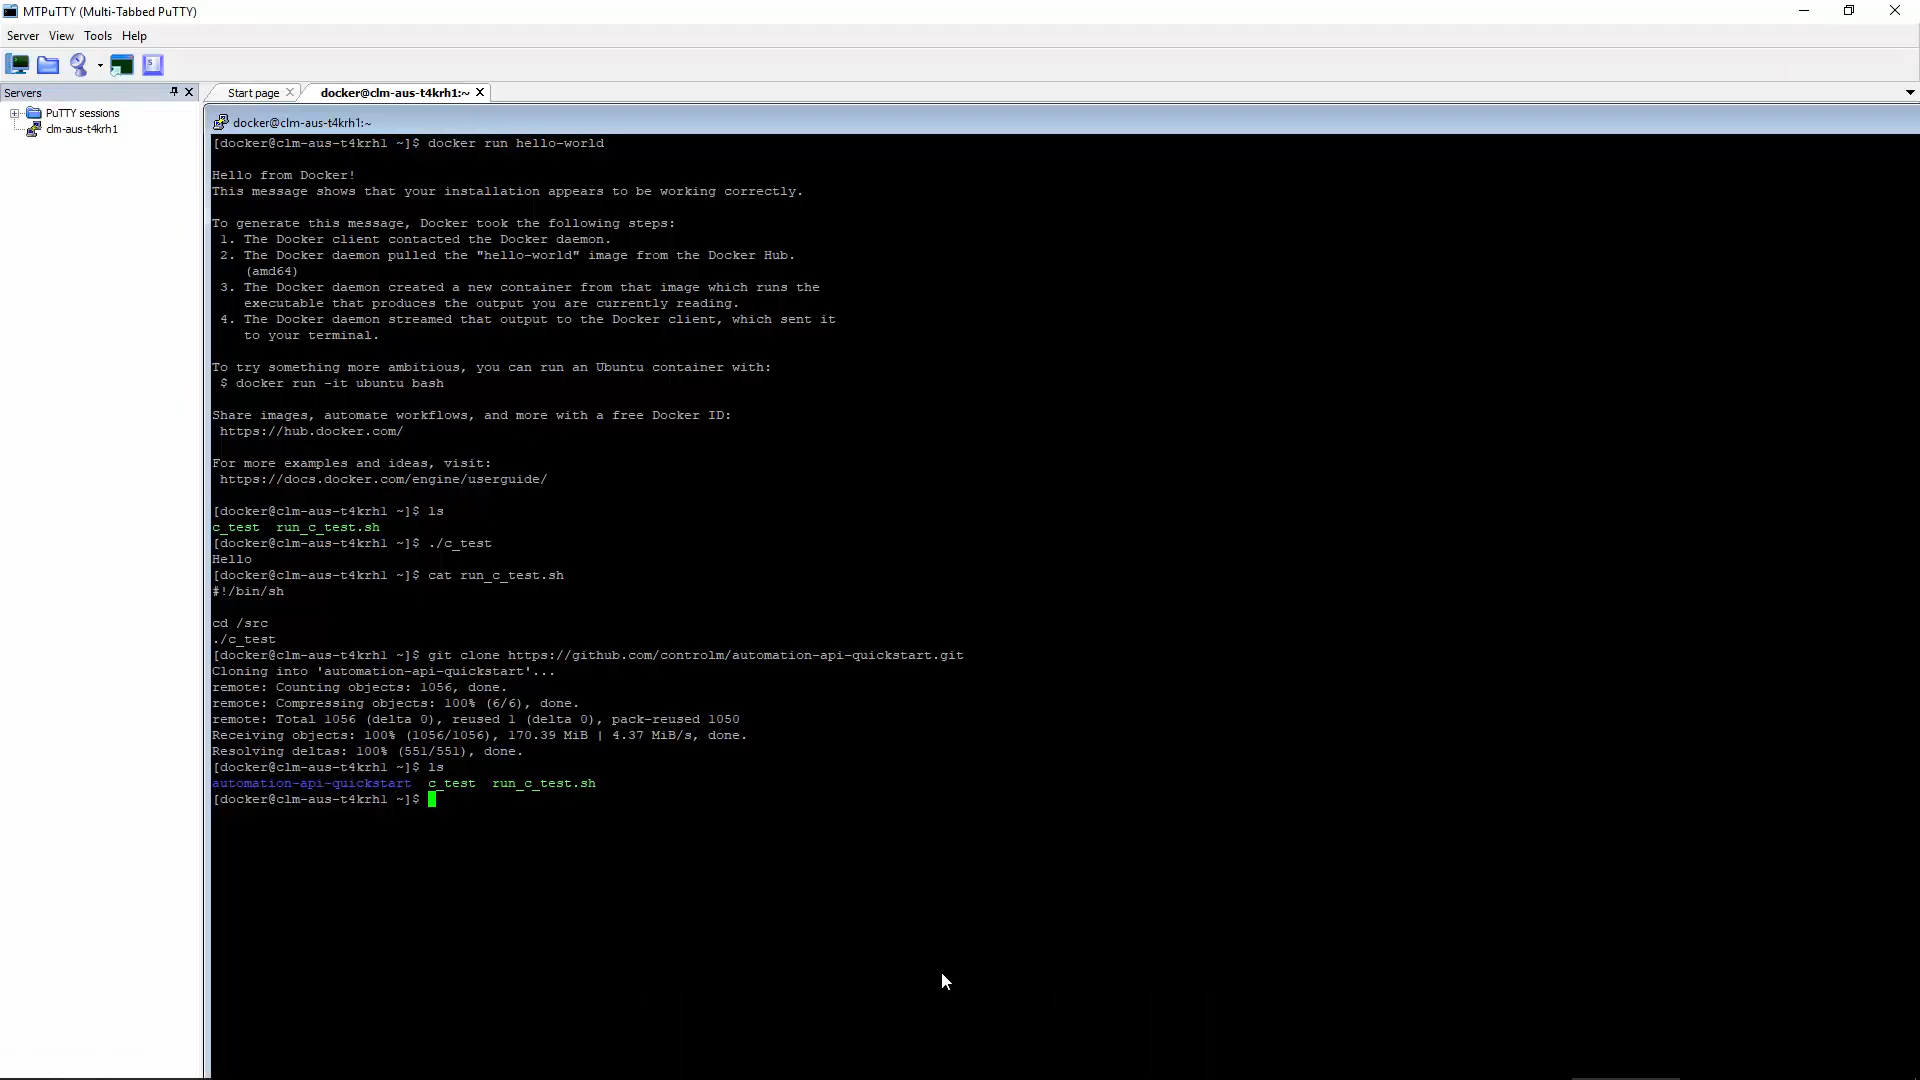 MTPuTTY (Multi-Tabbed PuTTY)
Server View Tools Help
Servers
PuTTY sessions
clm-aus-t4krh1
Start page
docker@clm-aus-t4krh1:~
docker@clm-aus-t4krh1:~
[docker@clm-aus-t4krh1 ~]$ docker run hello-world
Hello from Docker!
This message shows that your installation appears to be working correctly.
To generate this message, Docker took the following steps:
1. The Docker client contacted the Docker daemon.
2. The Docker daemon pulled the "hello-world" image from the Docker Hub.
(amd64)
3. The Docker daemon created a new container from that image which runs the
executable that produces the output you are currently reading.
4. The Docker daemon streamed that output to the Docker client, which sent it
to your terminal.
To try something more ambitious, you can run an Ubuntu container with:
$ docker run -it ubuntu bash
Share images, automate workflows, and more with a free Docker ID:
https://hub.docker.com/
For more examples and ideas, visit:
https://docs.docker.com/engine/userguide/
[docker@clm-aus-t4krh1 ~]$ ls
c_test run_c_test.sh
[docker@clm-aus-t4krh1 ~]$ ./c_test
Hello
[docker@clm-aus-t4krh1 ~]$ cat run_c_test.sh
#!/bin/sh
cd /src
./c_test
[docker@clm-aus-t4krh1 ~]$ git clone https://github.com/controlm/automation-api-quickstart.git
Cloning into 'automation-api-quickstart'...
remote: Counting objects: 1056, done.
remote: Compressing objects: 100% (6/6), done.
remote: Total 1056 (delta 0), reused 1 (delta 0), pack-reused 1050
Receiving objects: 100% (1056/1056), 170.39 MiB | 4.37 MiB/s, done.
Resolving deltas: 100% (551/551), done.
[docker@clm-aus-t4krh1 ~]$ ls
automation-api-quickstart c_test run_c_test.sh
[docker@clm-aus-t4krh1 ~]$